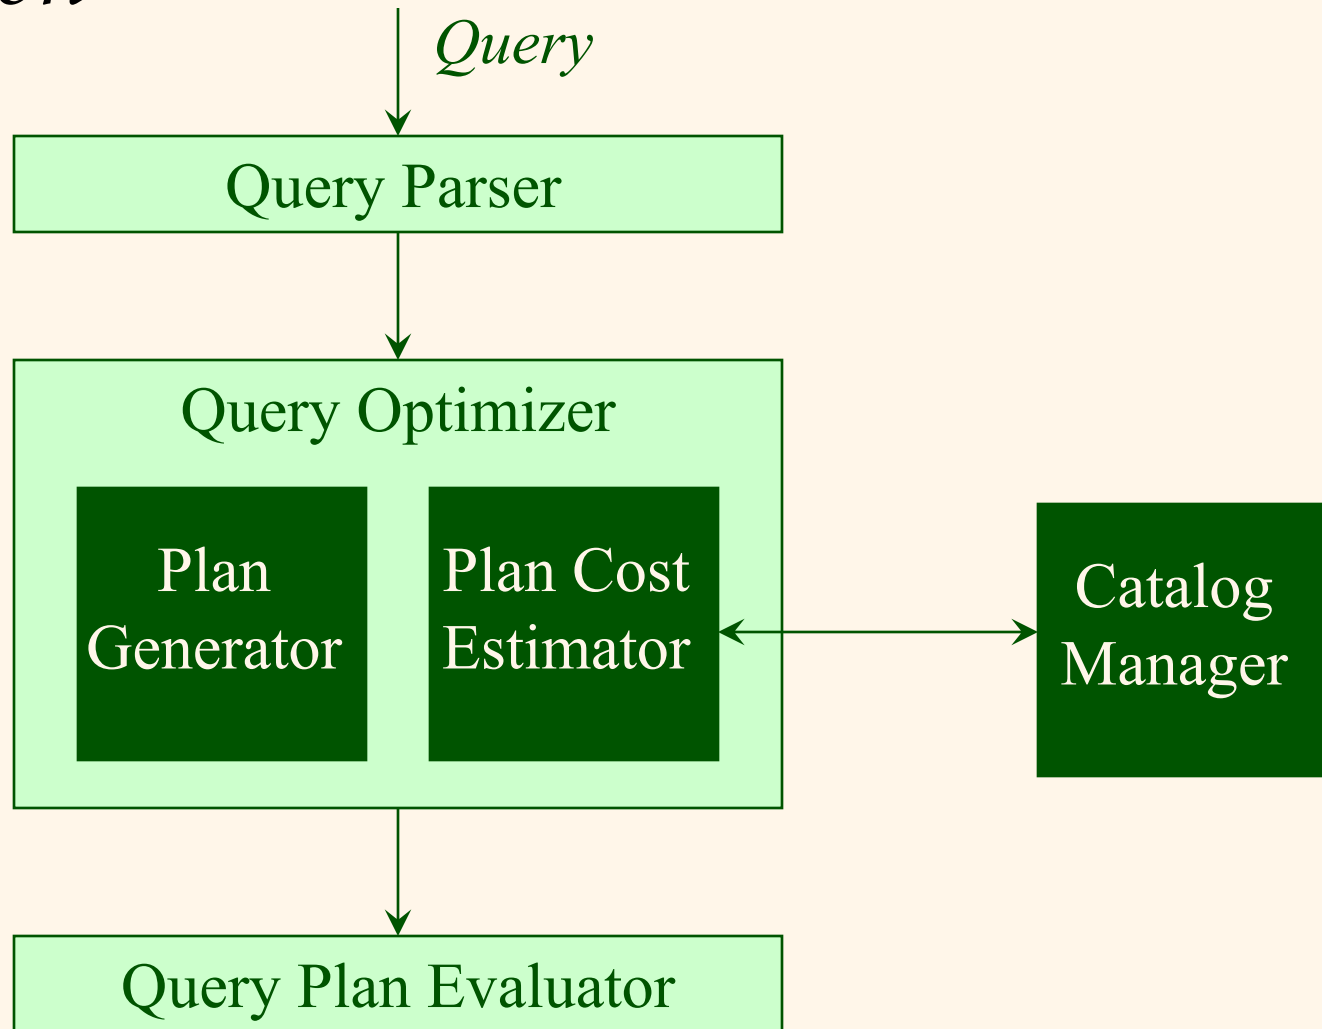 Query
Query Parser
Query Optimizer
Plan
Generator
Plan Cost
Estimator
Catalog
Manager
Query Plan Evaluator